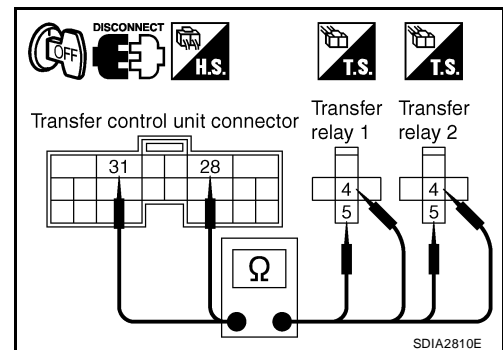 OFF
DISCONNECT
H.S.
T.S.
T.S.
Transfer control unit connector
Transfer relay 1
Transfer relay 2
31
28
4
5
4
5
Ω
SDIA2810E